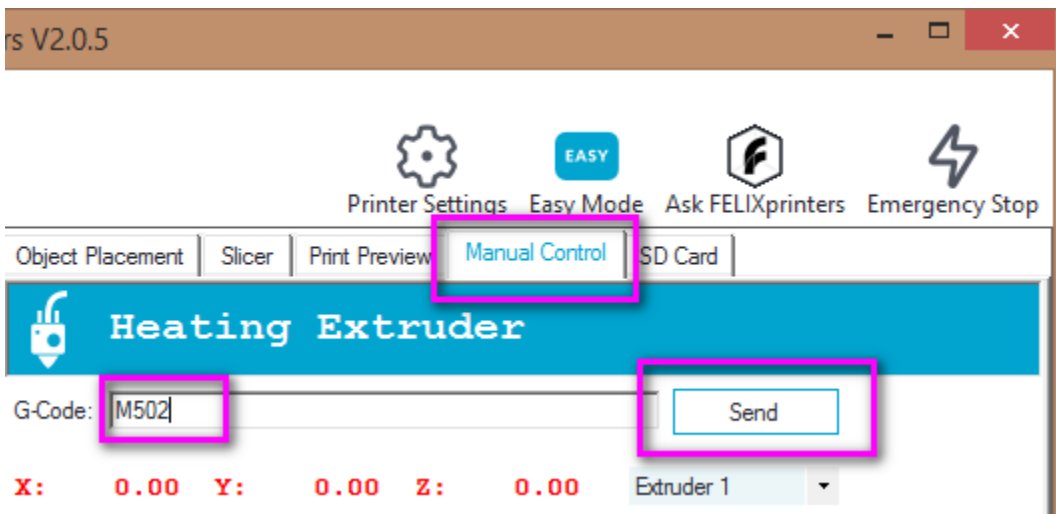 rs V2.0.5
EASY
Printer Settings Easy Mode Ask FELIXprinters Emergency Stop
Object Placement Slicer Print Preview Manual Control SD Card
Heating Extruder
G-Code: M502 Send
X: 0.00 Y: 0.00 Z: 0.00 Extruder 1